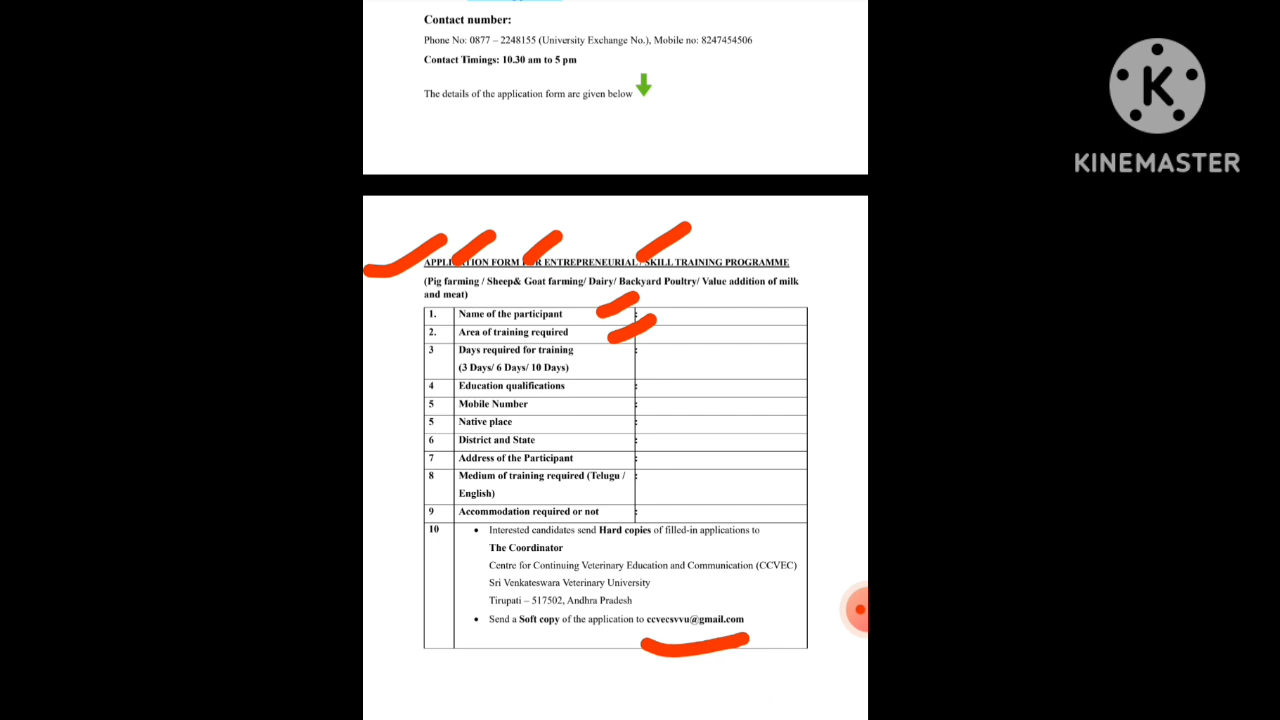 Contact number:
Phone No: 0877 – 2248155 (University Exchange No.), Mobile no: 8247454506
Contact Timings: 10.30 am to 5 pm
The details of the application form are given below
K
KINEMASTER
APPLICATION FORM FOR ENTREPRENEURIAL / SKILL TRAINING PROGRAMME
(Pig farming / Sheep& Goat farming/ Dairy/ Backyard Poultry/ Value addition of milk
and meat)
1. Name of the participant :
2. Area of training required :
3 Days required for training :
(3 Days/ 6 Days/ 10 Days)
4 Education qualifications :
5 Mobile Number :
5 Native place :
6 District and State :
7 Address of the Participant :
8 Medium of training required (Telugu / :
English)
9 Accommodation required or not :
10 • Interested candidates send Hard copies of filled-in applications to
The Coordinator
Centre for Continuing Veterinary Education and Communication (CCVEC)
Sri Venkateswara Veterinary University
Tirupati – 517502, Andhra Pradesh
• Send a Soft copy of the application to ccvecsvvu@gmail.com